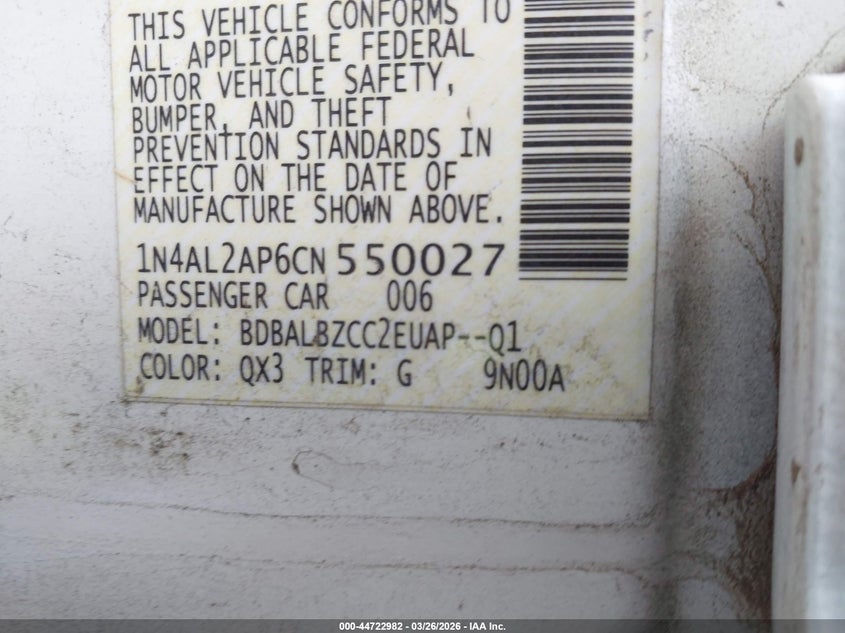 THIS VEHICLE CONFORMS TO
ALL APPLICABLE FEDERAL
MOTOR VEHICLE SAFETY,
BUMPER, AND THEFT
PREVENTION STANDARDS IN
EFFECT ON THE DATE OF
MANUFACTURE SHOWN ABOVE.
1N4AL2AP6CN550027
PASSENGER CAR 006
MODEL: BDBALBZCC2EUAP--Q1
COLOR: QX3 TRIM: G 9N00A
000-44722982 - 03/26/2026 - IAA Inc.